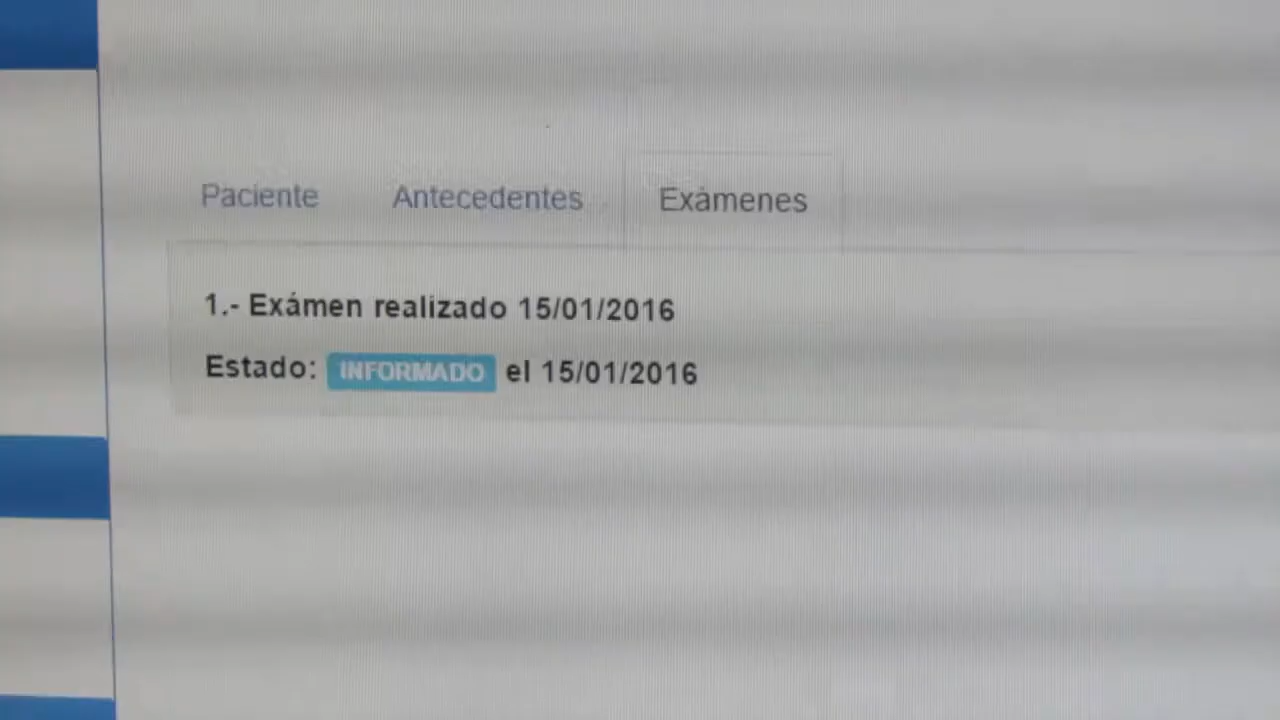 Paciente Antecedentes Exámenes
1.- Exámen realizado 15/01/2016
Estado: INFORMADO el 15/01/2016